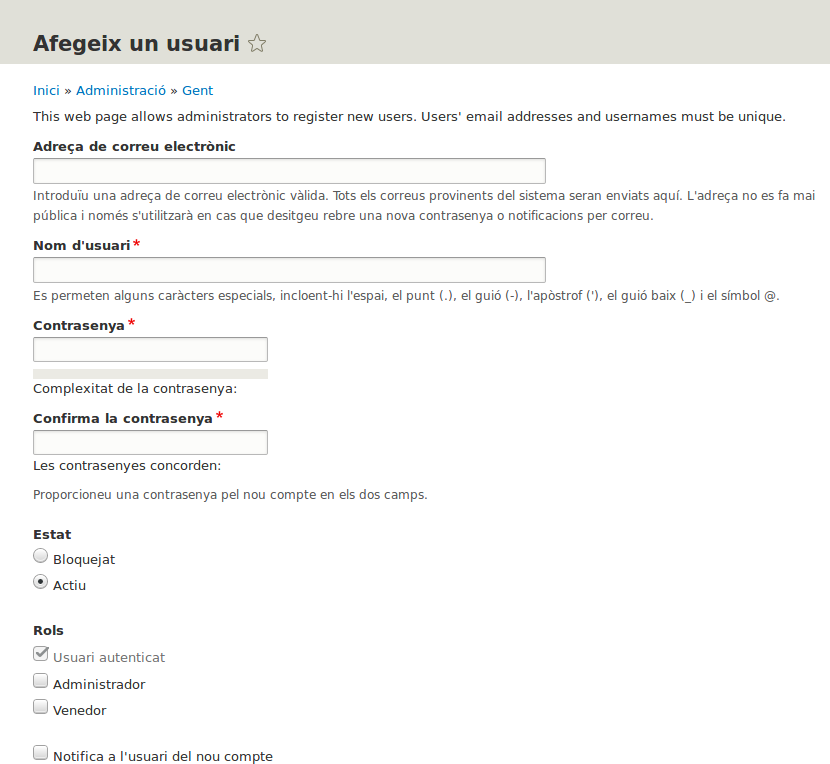 Afegeix un usuari
Inici » Administració » Gent
This web page allows administrators to register new users. Users' email addresses and usernames must be unique.
Adreça de correu electrònic
Introduïu una adreça de correu electrònic vàlida. Tots els correus provinents del sistema seran enviats aquí. L'adreça no es fa mai
pública i només s'utilitzarà en cas que desitgeu rebre una nova contrasenya o notificacions per correu.
Nom d'usuari*
Es permeten alguns caràcters especials, incloent-hi l'espai, el punt (.), el guió (-), l'apòstrof ('), el guió baix (_) i el símbol @.
Contrasenya*
Complexitat de la contrasenya:
Confirma la contrasenya*
Les contrasenyes concorden:
Proporcioneu una contrasenya pel nou compte en els dos camps.
Estat
Bloquejat
Actiu
Rols
Usuari autenticat
Administrador
Venedor
Notifica a l'usuari del nou compte